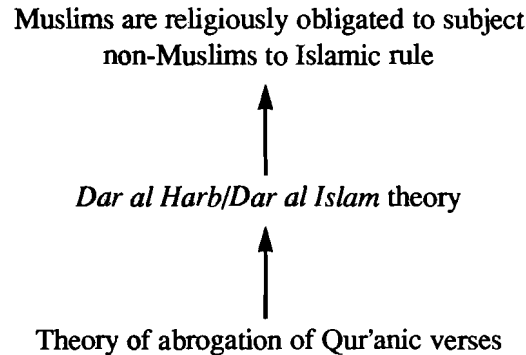 Muslims are religiously obligated to subject
non-Muslims to Islamic rule
Dar al Harb/Dar al Islam theory
Theory of abrogation of Qur'anic verses